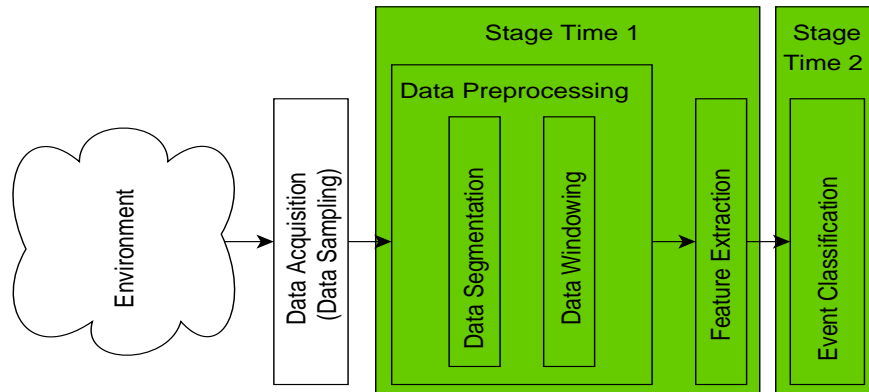 Environment
Data Acquisition
(Data Sampling)
Stage Time 1
Data Preprocessing
Data Segmentation
Data Windowing
Feature Extraction
Stage
Time 2
Event Classification